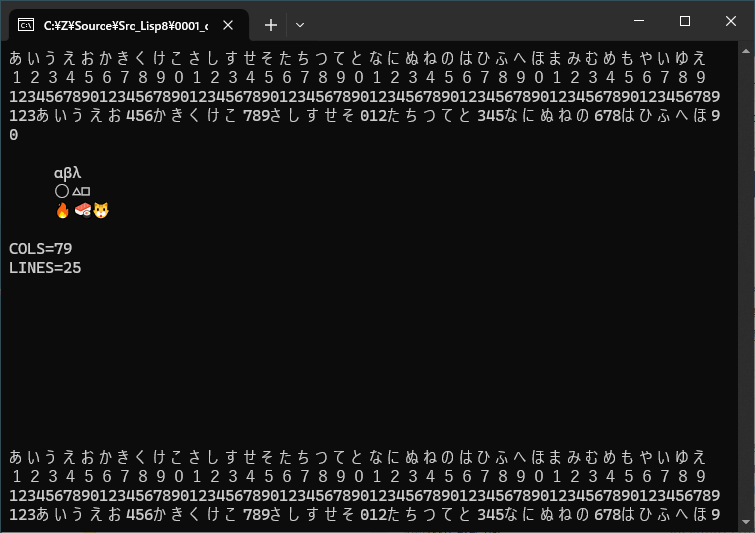 C:¥Z¥Source¥Src_Lisp8¥0001_c
あいうえおかきくけこさしすせそたちつてとなにぬねのはひふへほまみむめもやいゆえ
１２３４５６７８９０１２３４５６７８９０１２３４５６７８９０１２３４５６７８９
1234567890123456789012345678901234567890123456789012345678901234567890123456789
123あいうえお456かきくけこ789さしすせそ012たちつてと345なにぬねの678はひふへほ9
0
αβλ
○△□
🔥🍣🐱
COLS=79
LINES=25
あいうえおかきくけこさしすせそたちつてとなにぬねのはひふへほまみむめもやいゆえ
１２３４５６７８９０１２３４５６７８９０１２３４５６７８９０１２３４５６７８９
1234567890123456789012345678901234567890123456789012345678901234567890123456789
123あいうえお456かきくけこ789さしすせそ012たちつてと345なにぬねの678はひふへほ9